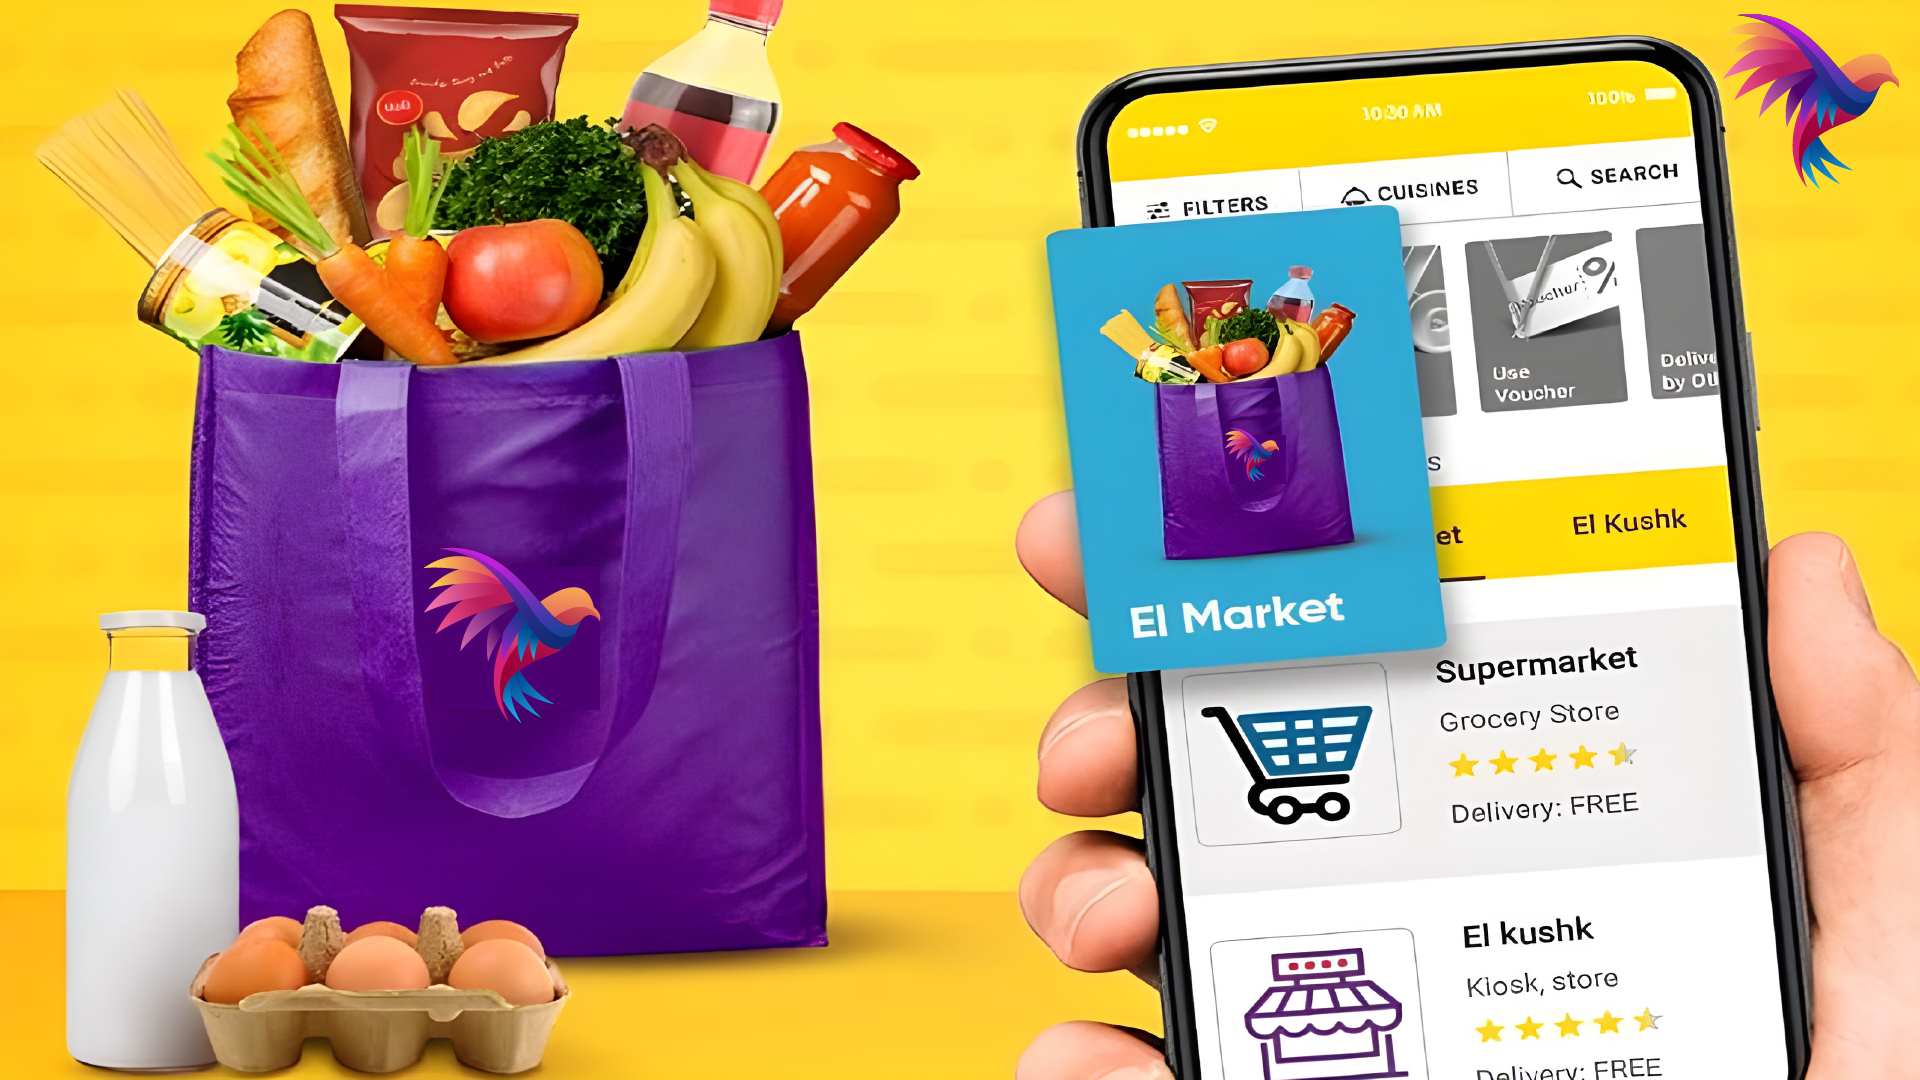 10:30 AM
100%
FILTERS
CUISINES
SEARCH
Use
Voucher
El Kushk
El Market
Supermarket
Grocery Store
Delivery: FREE
El kushk
Kiosk, store
Delivery: FREE